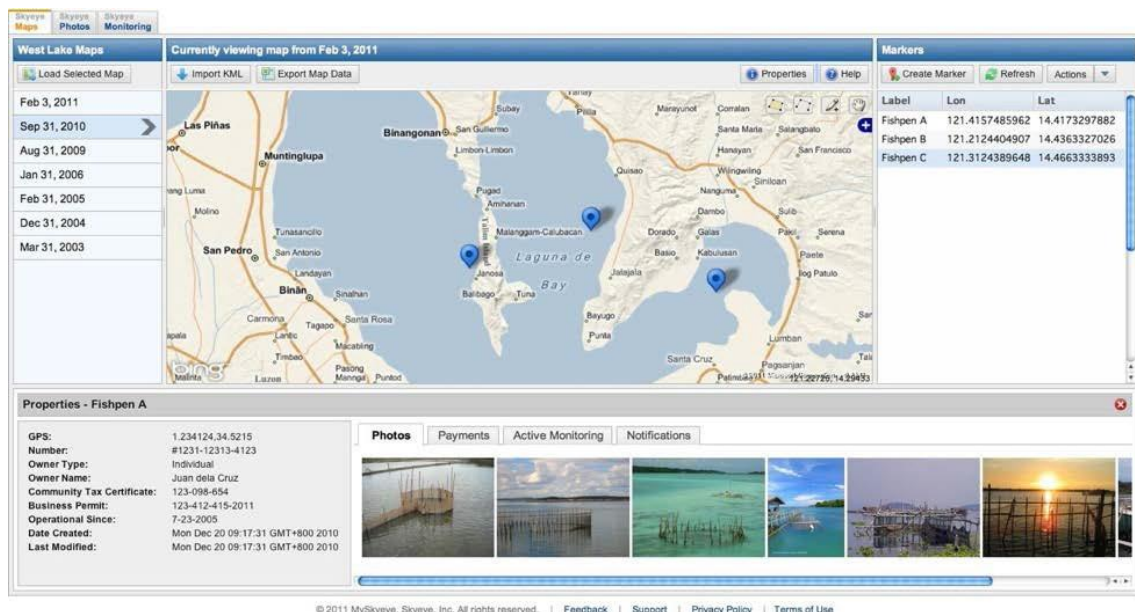 Skyeye Maps
Skyeye Photos
Skyeye Monitoring
West Lake Maps
Load Selected Map
Feb 3, 2011
Sep 31, 2010
Aug 31, 2009
Jan 31, 2006
Feb 31, 2005
Dec 31, 2004
Mar 31, 2003
Currently viewing map from Feb 3, 2011
Import KML
Export Map Data
Properties
Help
Subay
Pililla
Marayunot
Corralan
Las Piñas
Binangonan
San Guillermo
Santa Maria
Salangbato
Limbon-Limbon
Hanayan
San Francisco
Muntinglupa
Quisao
Wilngwiing
Siniloan
Pugad
Nanguma
Amihanan
Molino
Dambo
Sulib
Talim Island
Tunasancillo
Malanggam-Calubacan
Dorado
Galas
Pakil
Serena
San Pedro
San Antonio
Laguna de Bay
Basio
Kabulusan
Paete
Landayan
Janosa
Jalajala
Binãn
Sinalhan
Balibago
Tuna
Carmona
Tagapo
Santa Rosa
Bayugo
Lantic
Punta
Macabling
Lumban
Timbao
Santa Cruz
Pagsanjan
bing
Malinta
Luzon
Pasong
Mannga
Puntod
121.22729, 14.29433
Markers
Create Marker
Refresh
Actions
Label Lon Lat
Fishpen A 121.4157485962 14.4173297882
Fishpen B 121.2124404907 14.4363327026
Fishpen C 121.3124389648 14.4663333893
Properties - Fishpen A
GPS: 1.234124,34.5215
Number: #1231-12313-4123
Owner Type: Individual
Owner Name: Juan dela Cruz
Community Tax Certificate: 123-098-654
Business Permit: 123-412-415-2011
Operational Since: 7-23-2005
Date Created: Mon Dec 20 09:17:31 GMT+800 2010
Last Modified: Mon Dec 20 09:17:31 GMT+800 2010
Photos
Payments
Active Monitoring
Notifications
© 2011 MySkyeye, Skyeye, Inc. All rights reserved. | Feedback | Support | Privacy Policy | Terms of Use